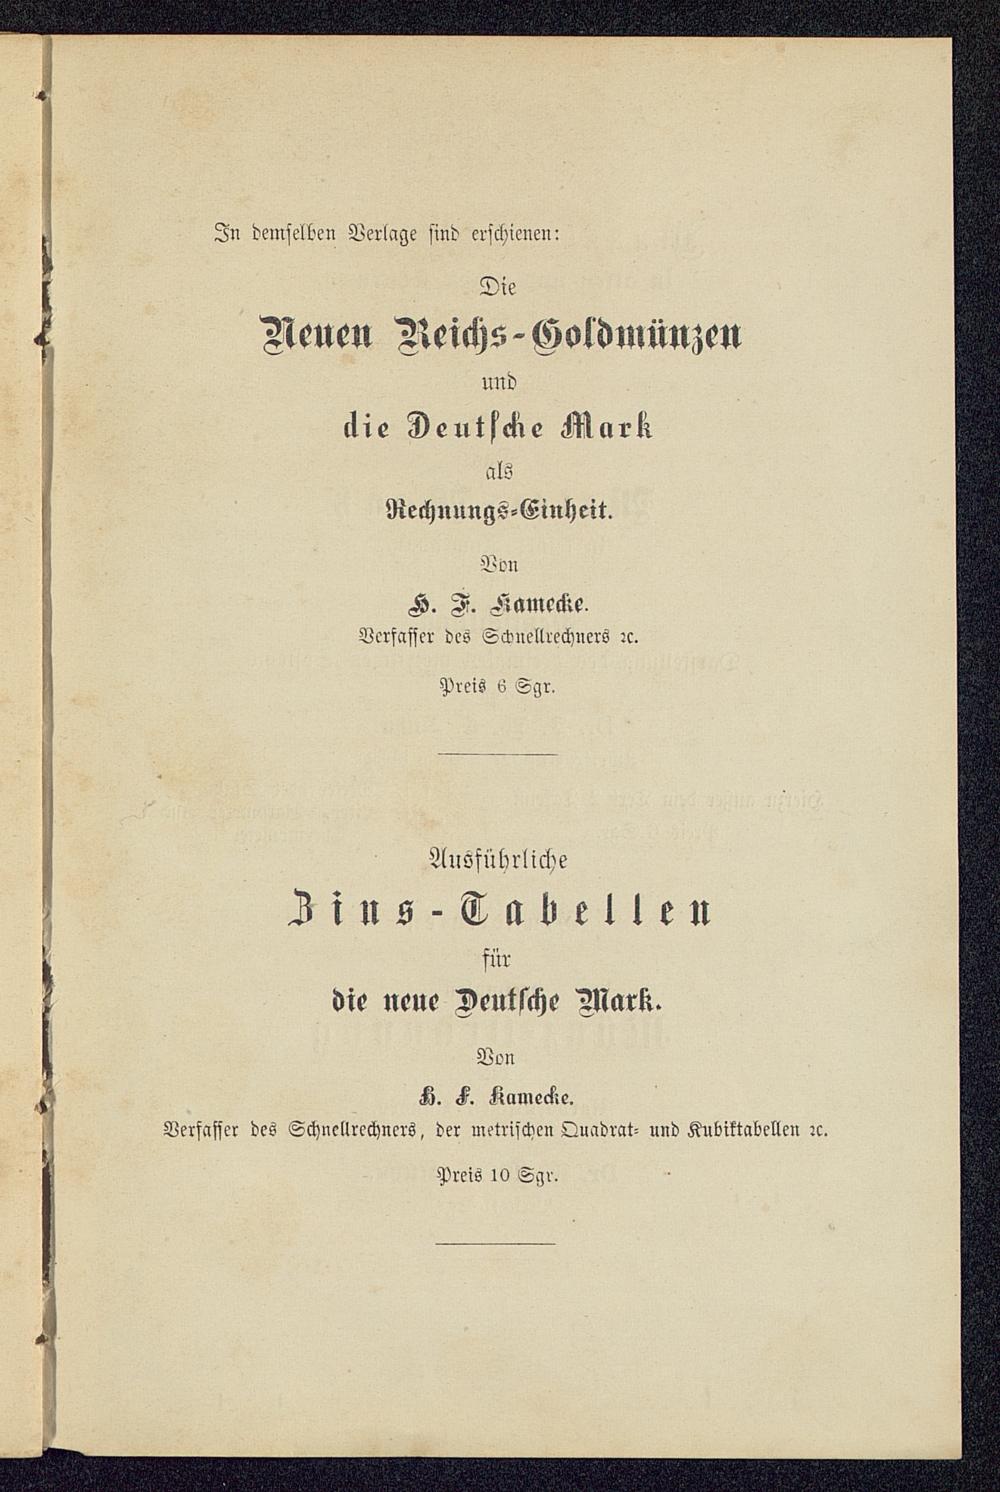 In demselben Verlage sind erschienen:
Die
Neuen Reichs-Goldmünzen
und
die Deutsche Mark
als
Rechnungs-Einheit.
Von
H. F. Kamecke.
Verfasser des Schnellrechners ꝛc.
Preis 6 Sgr.
Ausführliche
Zins-Tabellen
für
die neue Deutsche Mark.
Von
H. F. Kamecke.
Verfasser des Schnellrechners, der metrischen Quadrat- und Kubiktabellen ꝛc.
Preis 10 Sgr.